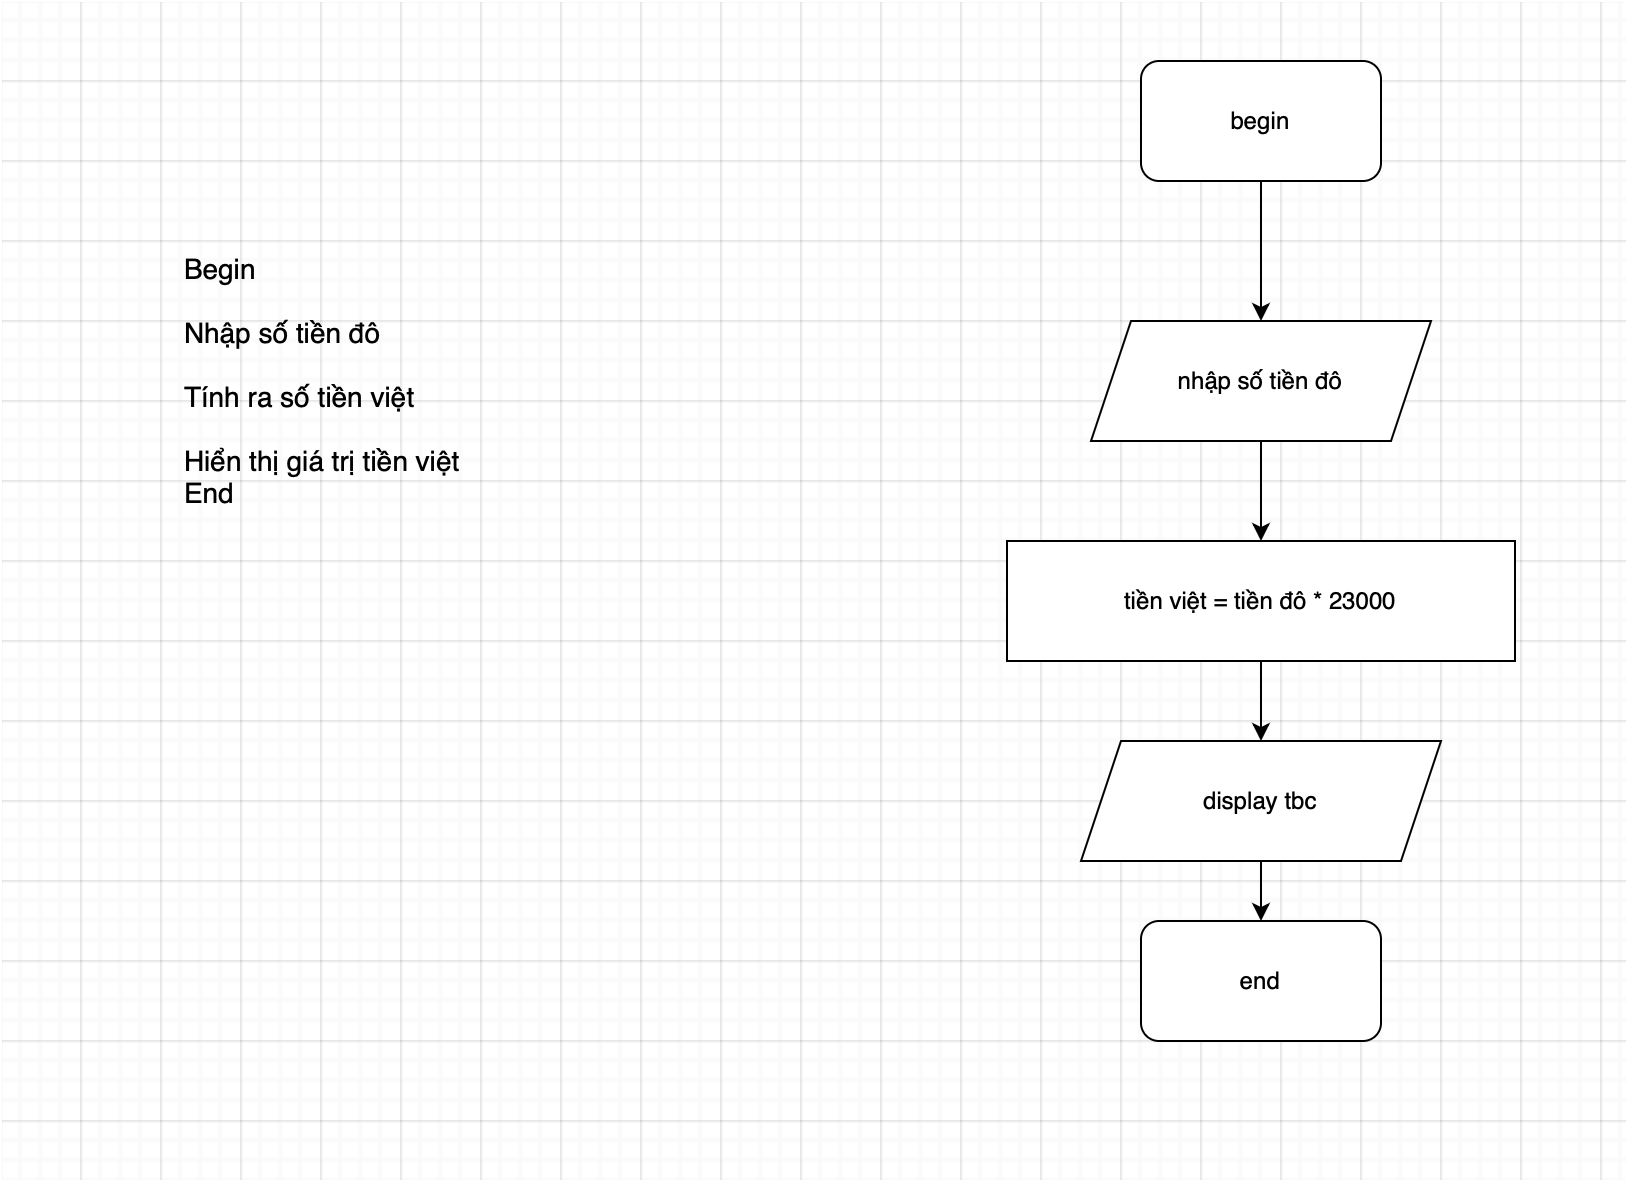 Begin
Nhập số tiền đô
Tính ra số tiền việt
Hiển thị giá trị tiền việt
End
begin
nhập số tiền đô
tiền việt = tiền đô * 23000
display tbc
end